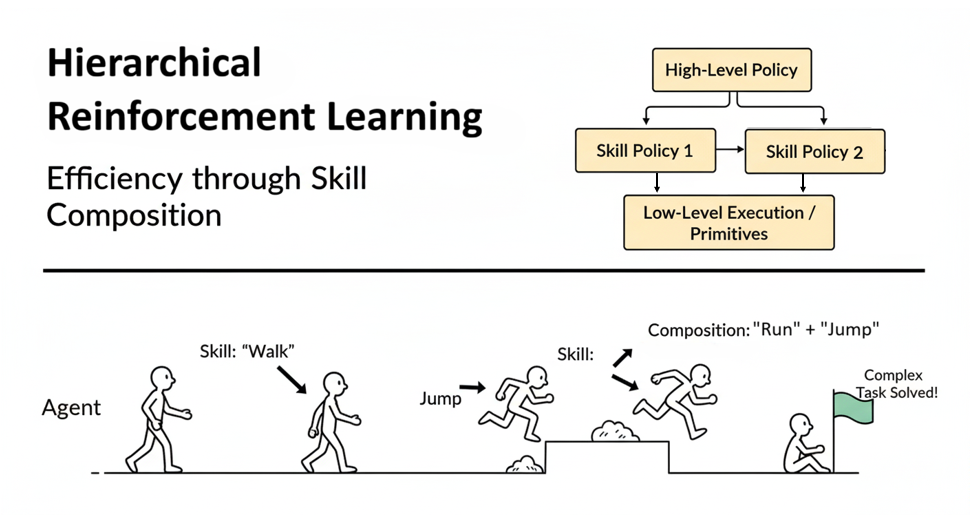 Hierarchical
Reinforcement Learning
Efficiency through Skill
Composition
High-Level Policy
Skill Policy 1
Skill Policy 2
Low-Level Execution /
Primitives
Agent
Skill: “Walk”
Jump
Skill:
Composition: "Run" + "Jump"
Complex
Task Solved!